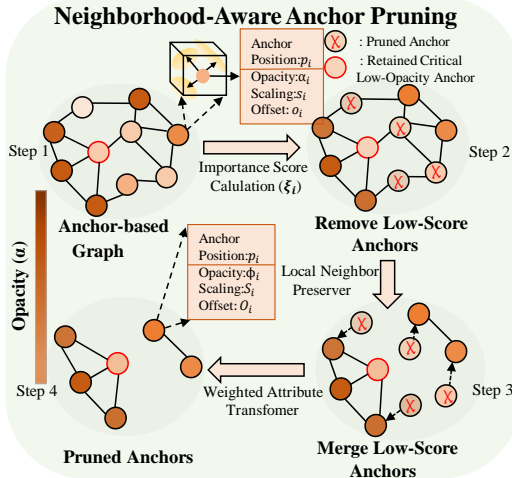 Neighborhood-Aware Anchor Pruning
Anchor
Position:pᵢ
Opacity:αᵢ
Scaling:sᵢ
Offset: oᵢ
X : Pruned Anchor
: Retained Critical
Low-Opacity Anchor
Step 1
Anchor-based
Graph
Importance Score
Calulation (ξᵢ)
X
X
X
X
Step 2
Remove Low-Score
Anchors
Local Neighbor
Preserver
Opacity (α)
Anchor
Position:pᵢ
Opacity:ϕᵢ
Scaling:Sᵢ
Offset: Oᵢ
X
X
X
X
Step 3
Merge Low-Score
Anchors
Weighted Attribute
Transfomer
Step 4
Pruned Anchors